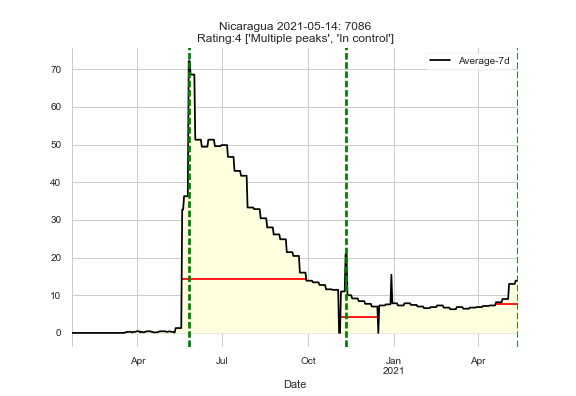 Nicaragua 2021-05-14: 7086
Rating:4 ['Multiple peaks', 'In control']
Average-7d
70
60
50
40
30
20
10
0
Apr
Jul
Oct
Jan
2021
Apr
Date